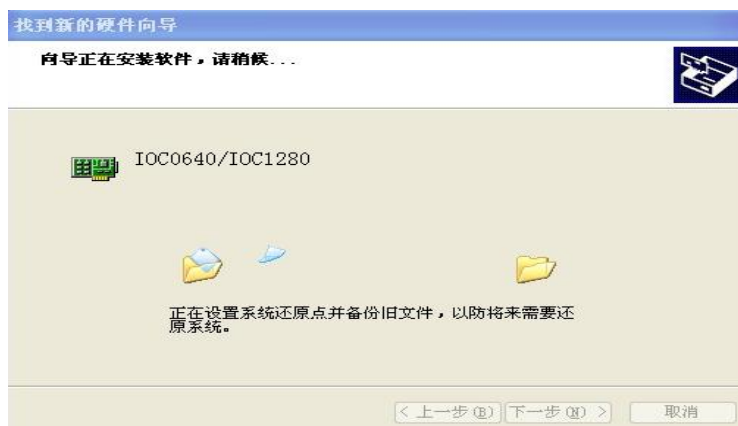 找到新的硬件向导
向导正在安装软件，请稍候...
IOC0640/IOC1280
正在设置系统还原点并备份旧文件，以防将来需要还
原系统。
< 上一步(B) 下一步(N) > 取消